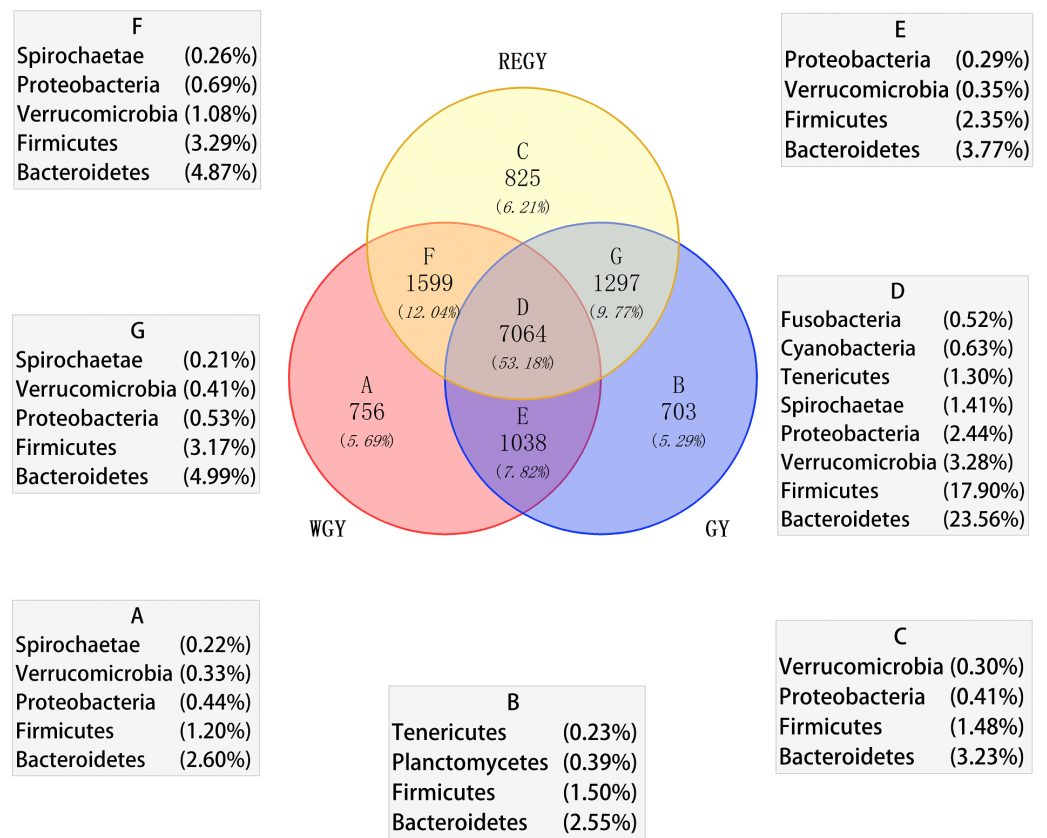 F
Spirochaetae (0.26%)
Proteobacteria (0.69%)
Verrucomicrobia (1.08%)
Firmicutes (3.29%)
Bacteroidetes (4.87%)
E
Proteobacteria (0.29%)
Verrucomicrobia (0.35%)
Firmicutes (2.35%)
Bacteroidetes (3.77%)
REGY
C
825
(6.21%)
F
1599
(12.04%)
G
1297
(9.77%)
D
7064
(53.18%)
A
756
(5.69%)
B
703
(5.29%)
E
1038
(7.82%)
WGY
GY
G
Spirochaetae (0.21%)
Verrucomicrobia (0.41%)
Proteobacteria (0.53%)
Firmicutes (3.17%)
Bacteroidetes (4.99%)
D
Fusobacteria (0.52%)
Cyanobacteria (0.63%)
Tenericutes (1.30%)
Spirochaetae (1.41%)
Proteobacteria (2.44%)
Verrucomicrobia (3.28%)
Firmicutes (17.90%)
Bacteroidetes (23.56%)
A
Spirochaetae (0.22%)
Verrucomicrobia (0.33%)
Proteobacteria (0.44%)
Firmicutes (1.20%)
Bacteroidetes (2.60%)
B
Tenericutes (0.23%)
Planctomycetes (0.39%)
Firmicutes (1.50%)
Bacteroidetes (2.55%)
C
Verrucomicrobia (0.30%)
Proteobacteria (0.41%)
Firmicutes (1.48%)
Bacteroidetes (3.23%)